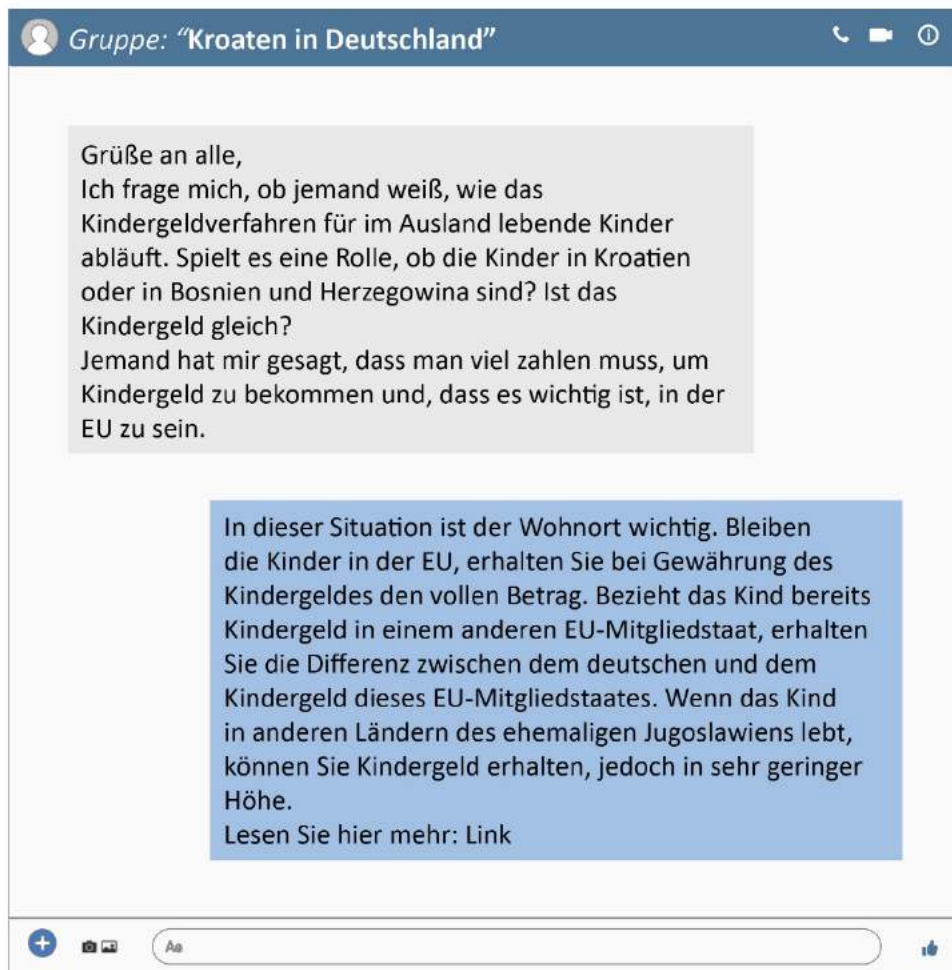 Gruppe: “Kroaten in Deutschland”
Grüße an alle,
Ich frage mich, ob jemand weiß, wie das
Kindergeldverfahren für im Ausland lebende Kinder
abläuft. Spielt es eine Rolle, ob die Kinder in Kroatien
oder in Bosnien und Herzegowina sind? Ist das
Kindergeld gleich?
Jemand hat mir gesagt, dass man viel zahlen muss, um
Kindergeld zu bekommen und, dass es wichtig ist, in der
EU zu sein.
In dieser Situation ist der Wohnort wichtig. Bleiben
die Kinder in der EU, erhalten Sie bei Gewährung des
Kindergeldes den vollen Betrag. Bezieht das Kind bereits
Kindergeld in einem anderen EU-Mitgliedstaat, erhalten
Sie die Differenz zwischen dem deutschen und dem
Kindergeld dieses EU-Mitgliedstaates. Wenn das Kind
in anderen Ländern des ehemaligen Jugoslawiens lebt,
können Sie Kindergeld erhalten, jedoch in sehr geringer
Höhe.
Lesen Sie hier mehr: Link
Aa